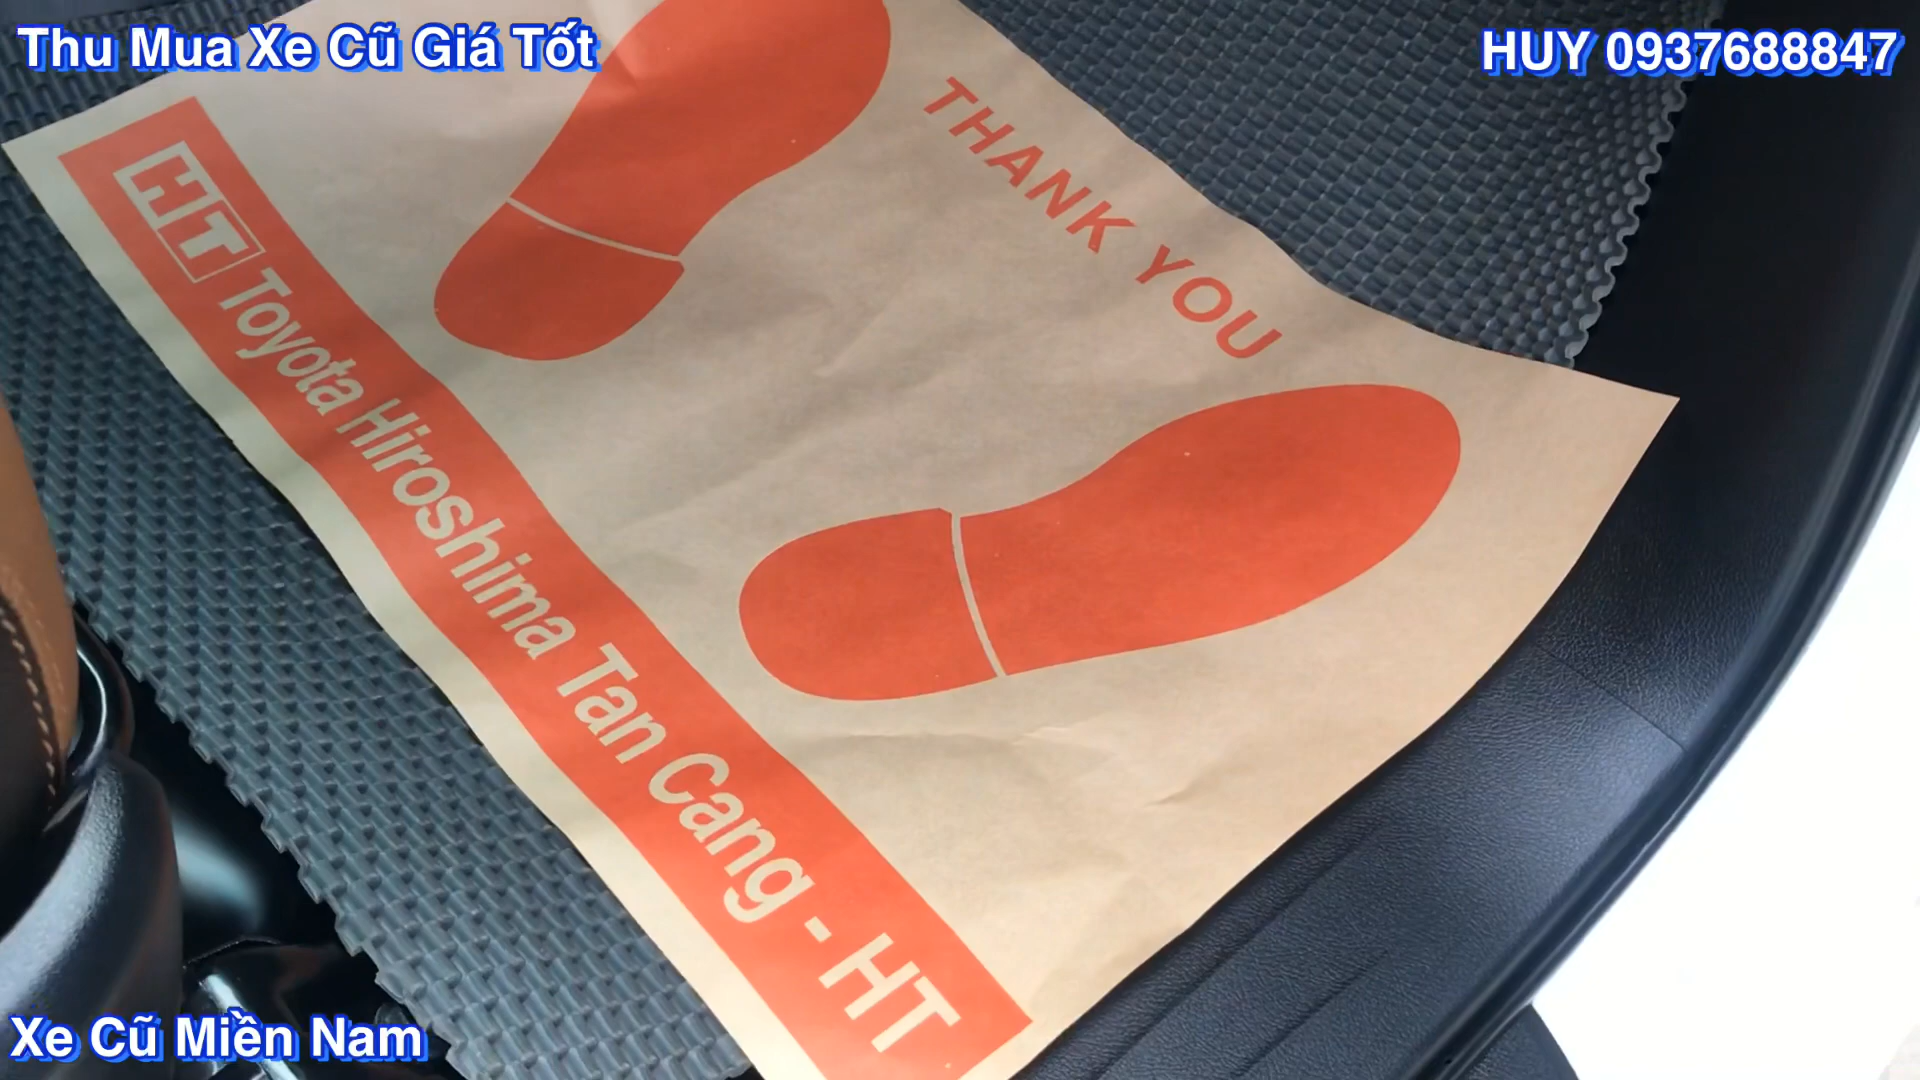 Thu Mua Xe Cũ Giá Tốt
HUY 0937688847
THANK YOU
HT Toyota Hiroshima Tan Cang - HT
Xe Cũ Miền Nam